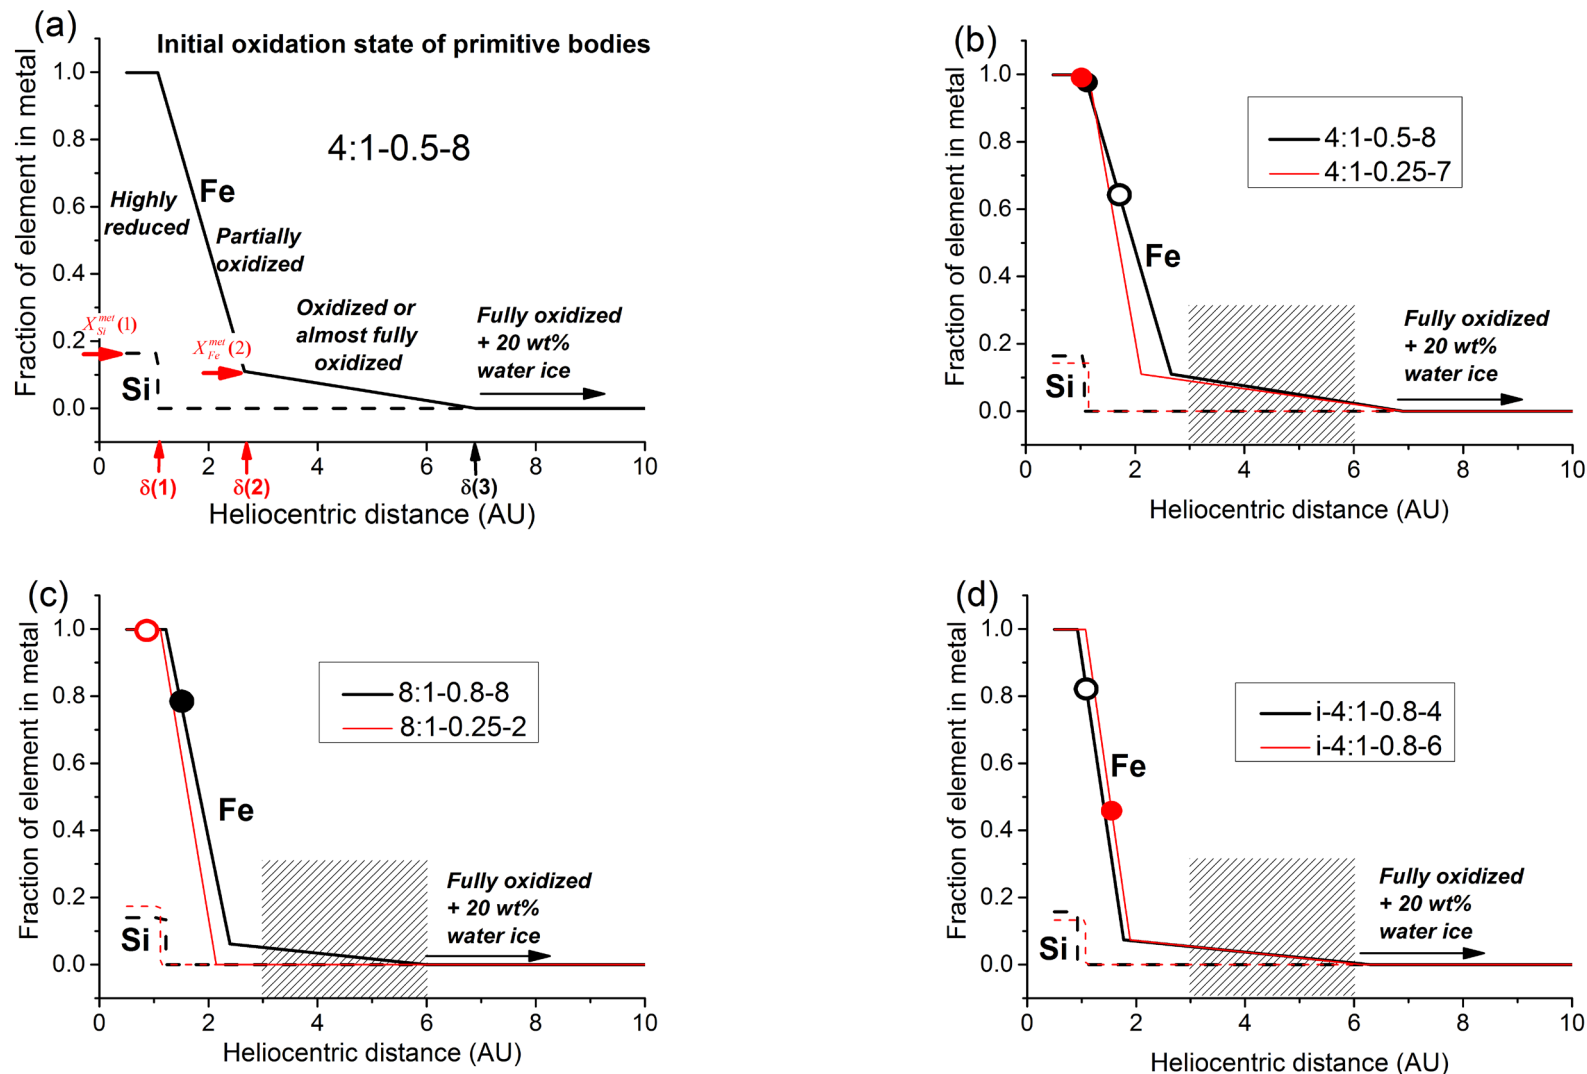 (a)
Initial oxidation state of primitive bodies
4:1-0.5-8
Fraction of element in metal
1.0
0.8
0.6
0.4
0.2
0.0
Fe
Highly
reduced
Partially
oxidized
Oxidized or
almost fully
oxidized
Fully oxidized
+ 20 wt%
water ice
X^{met}_{Si}(1)
X^{met}_{Fe}(2)
Si
0 2 4 6 8 10
δ(1) δ(2) δ(3)
Heliocentric distance (AU)
(b)
Fraction of element in metal
1.0
0.8
0.6
0.4
0.2
0.0
4:1-0.5-8
4:1-0.25-7
Fe
Fully oxidized
+ 20 wt%
water ice
Si
0 2 4 6 8 10
Heliocentric distance (AU)
(c)
Fraction of element in metal
1.0
0.8
0.6
0.4
0.2
0.0
8:1-0.8-8
8:1-0.25-2
Fe
Fully oxidized
+ 20 wt%
water ice
Si
0 2 4 6 8 10
Heliocentric distance (AU)
(d)
Fraction of element in metal
1.0
0.8
0.6
0.4
0.2
0.0
i-4:1-0.8-4
i-4:1-0.8-6
Fe
Fully oxidized
+ 20 wt%
water ice
Si
0 2 4 6 8 10
Heliocentric distance (AU)